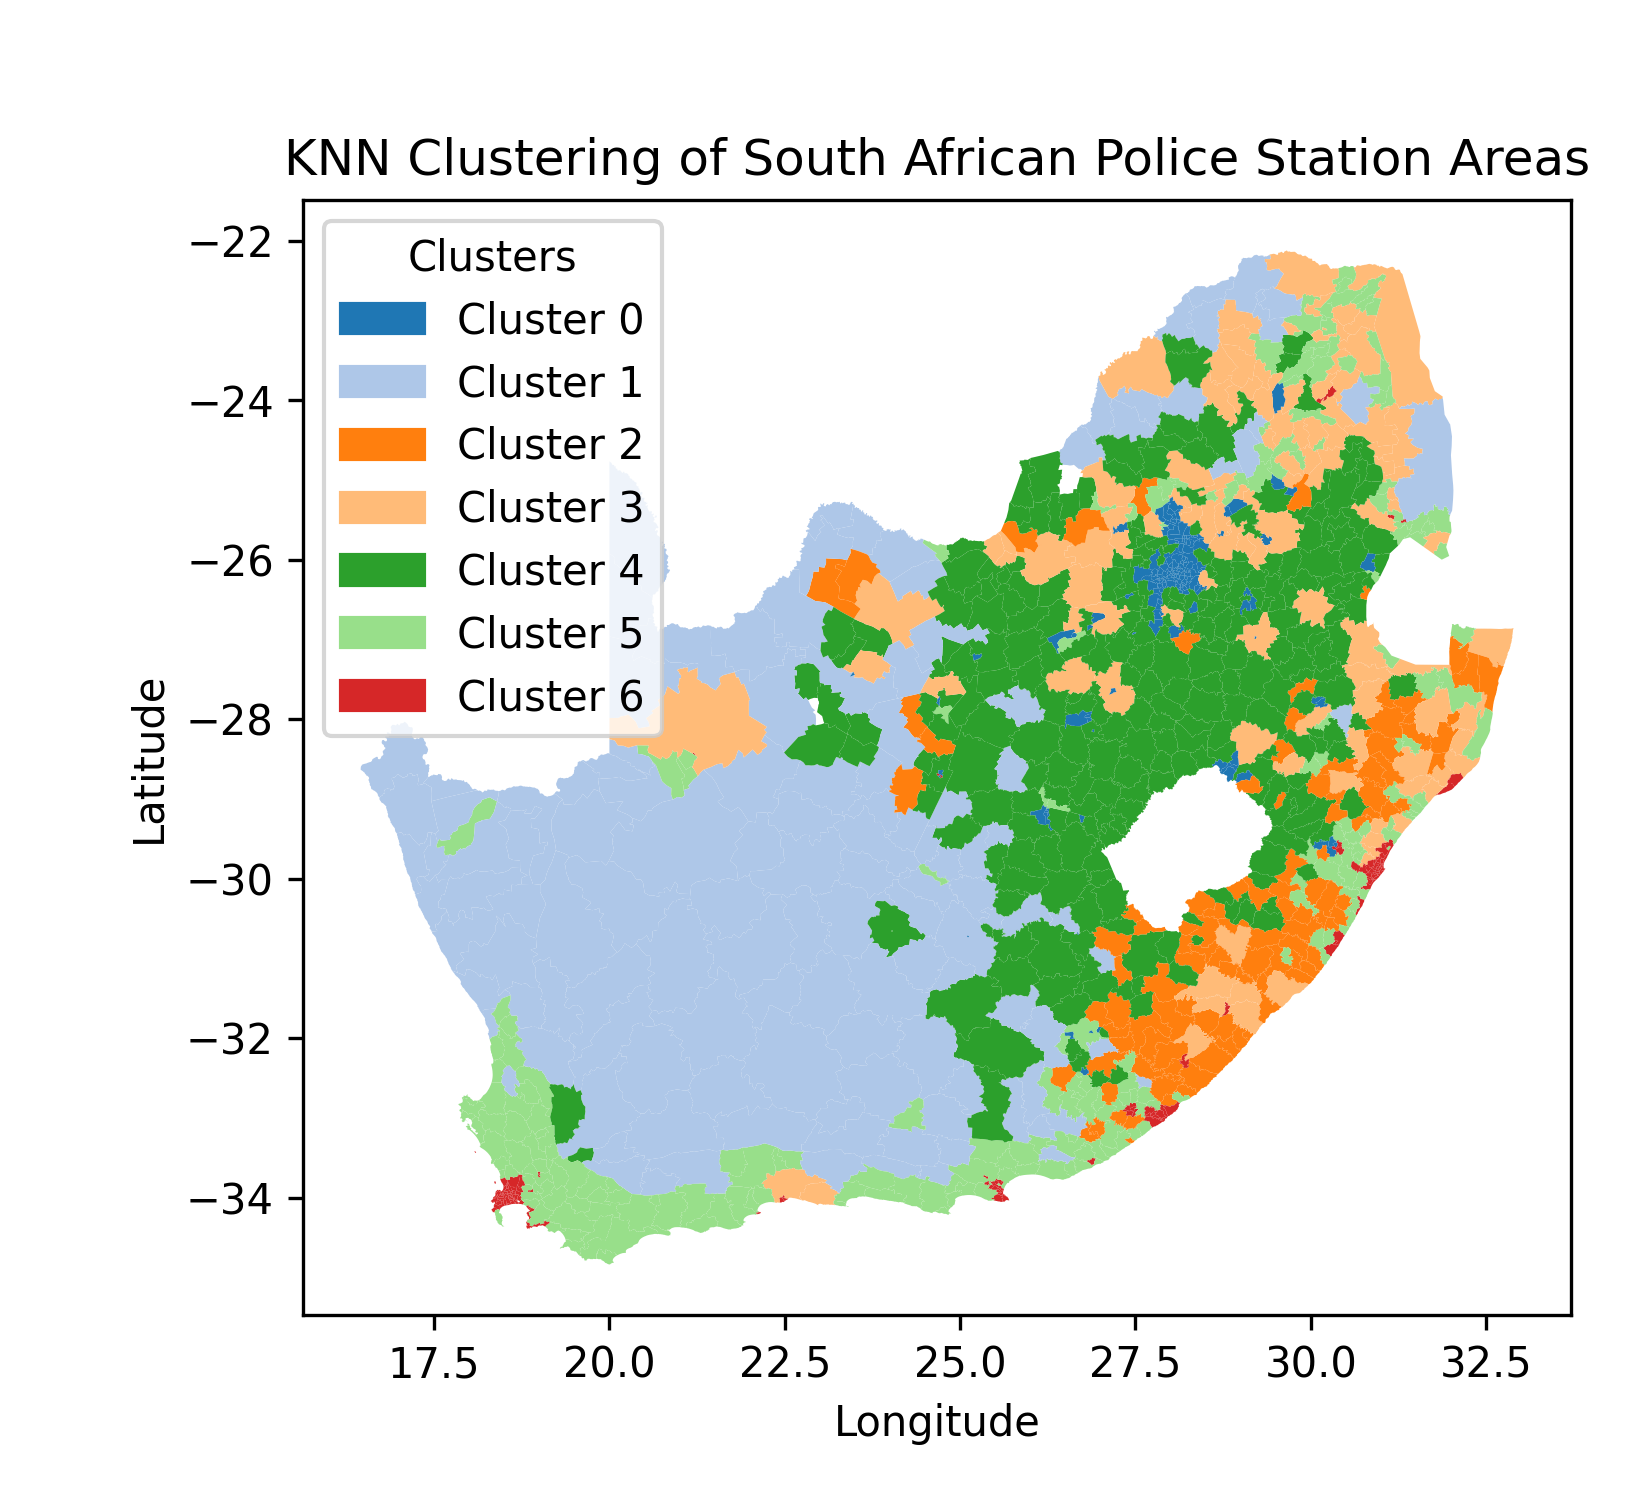 KNN Clustering of South African Police Station Areas
Clusters
Cluster 0
Cluster 1
Cluster 2
Cluster 3
Cluster 4
Cluster 5
Cluster 6
−22
−24
−26
−28
−30
−32
−34
Latitude
17.5 20.0 22.5 25.0 27.5 30.0 32.5
Longitude